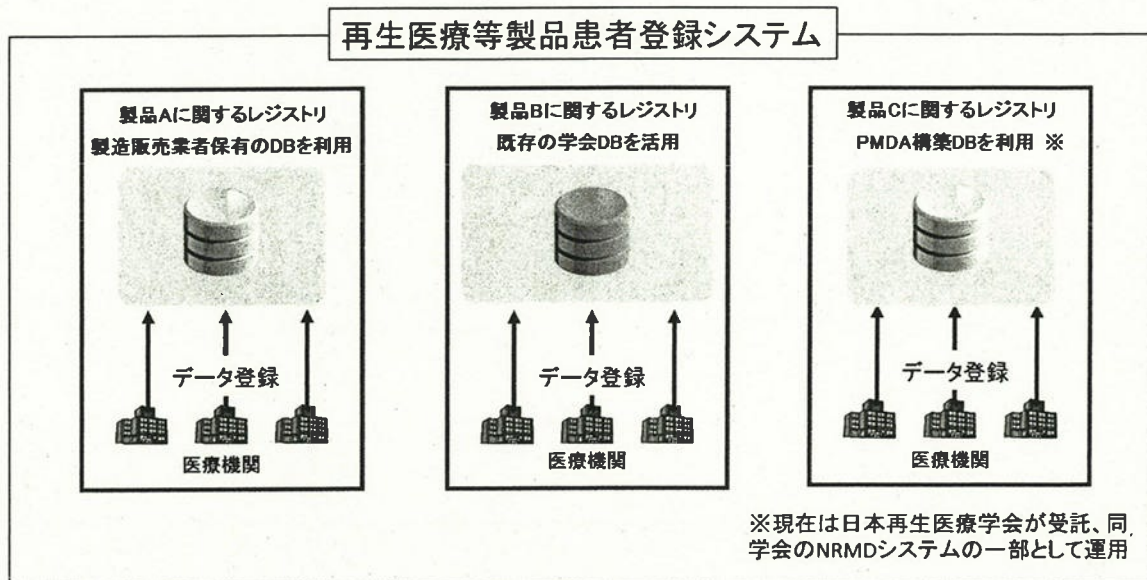 再生医療等製品患者登録システム
製品Aに関するレジストリ
製造販売業者保有のDBを利用
データ登録
医療機関
製品Bに関するレジストリ
既存の学会DBを活用
データ登録
医療機関
製品Cに関するレジストリ
PMDA構築DBを利用 ※
データ登録
医療機関
※現在は日本再生医療学会が受託、同
学会のNRMDシステムの一部として運用